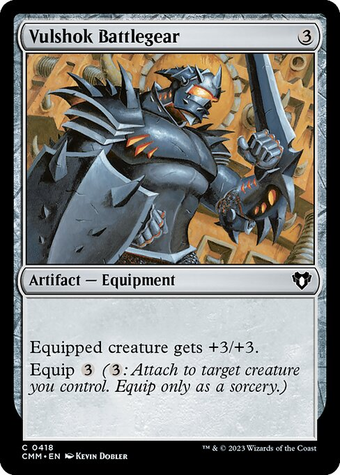 Vulshok Battlegear 3
Artifact — Equipment
Equipped creature gets +3/+3.
Equip 3 (3: Attach to target creature
you control. Equip only as a sorcery.)
C 0418
CMM • EN Kevin Dobler
™ & © 2023 Wizards of the Coast